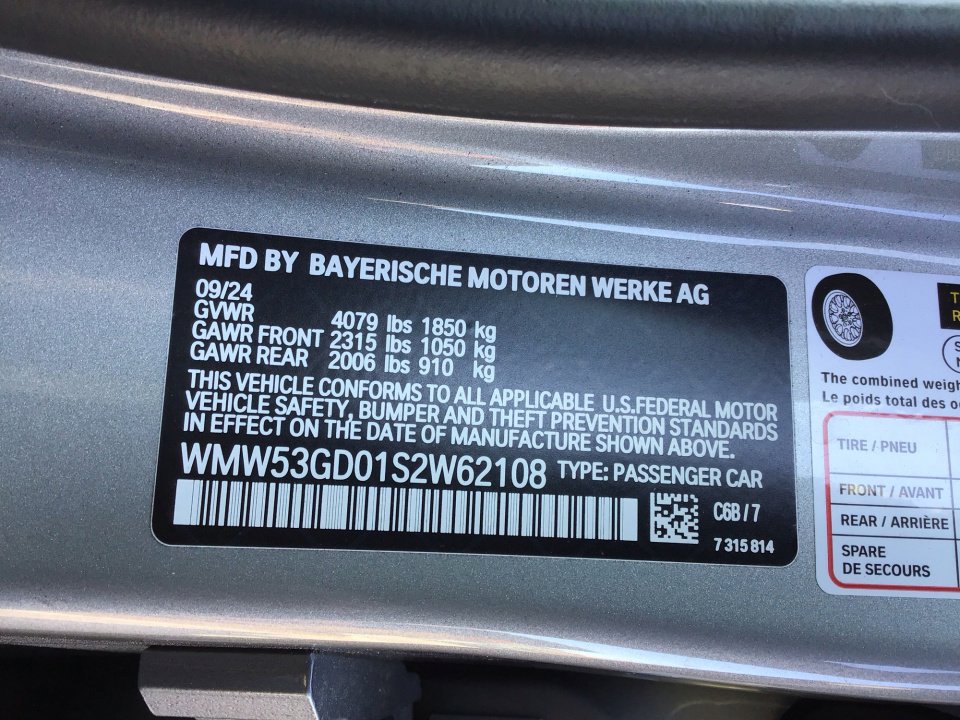 MFD BY BAYERISCHE MOTOREN WERKE AG
09/24
GVWR 4079 lbs 1850 kg
GAWR FRONT 2315 lbs 1050 kg
GAWR REAR 2006 lbs 910 kg
THIS VEHICLE CONFORMS TO ALL APPLICABLE U.S.FEDERAL MOTOR
VEHICLE SAFETY, BUMPER AND THEFT PREVENTION STANDARDS
IN EFFECT ON THE DATE OF MANUFACTURE SHOWN ABOVE.
WMW53GD01S2W62108 TYPE: PASSENGER CAR
C6B / 7
7 315 814
The combined
Le poids total des
TIRE / PNEU
FRONT / AVANT
REAR / ARRIÈRE
SPARE
DE SECOURS